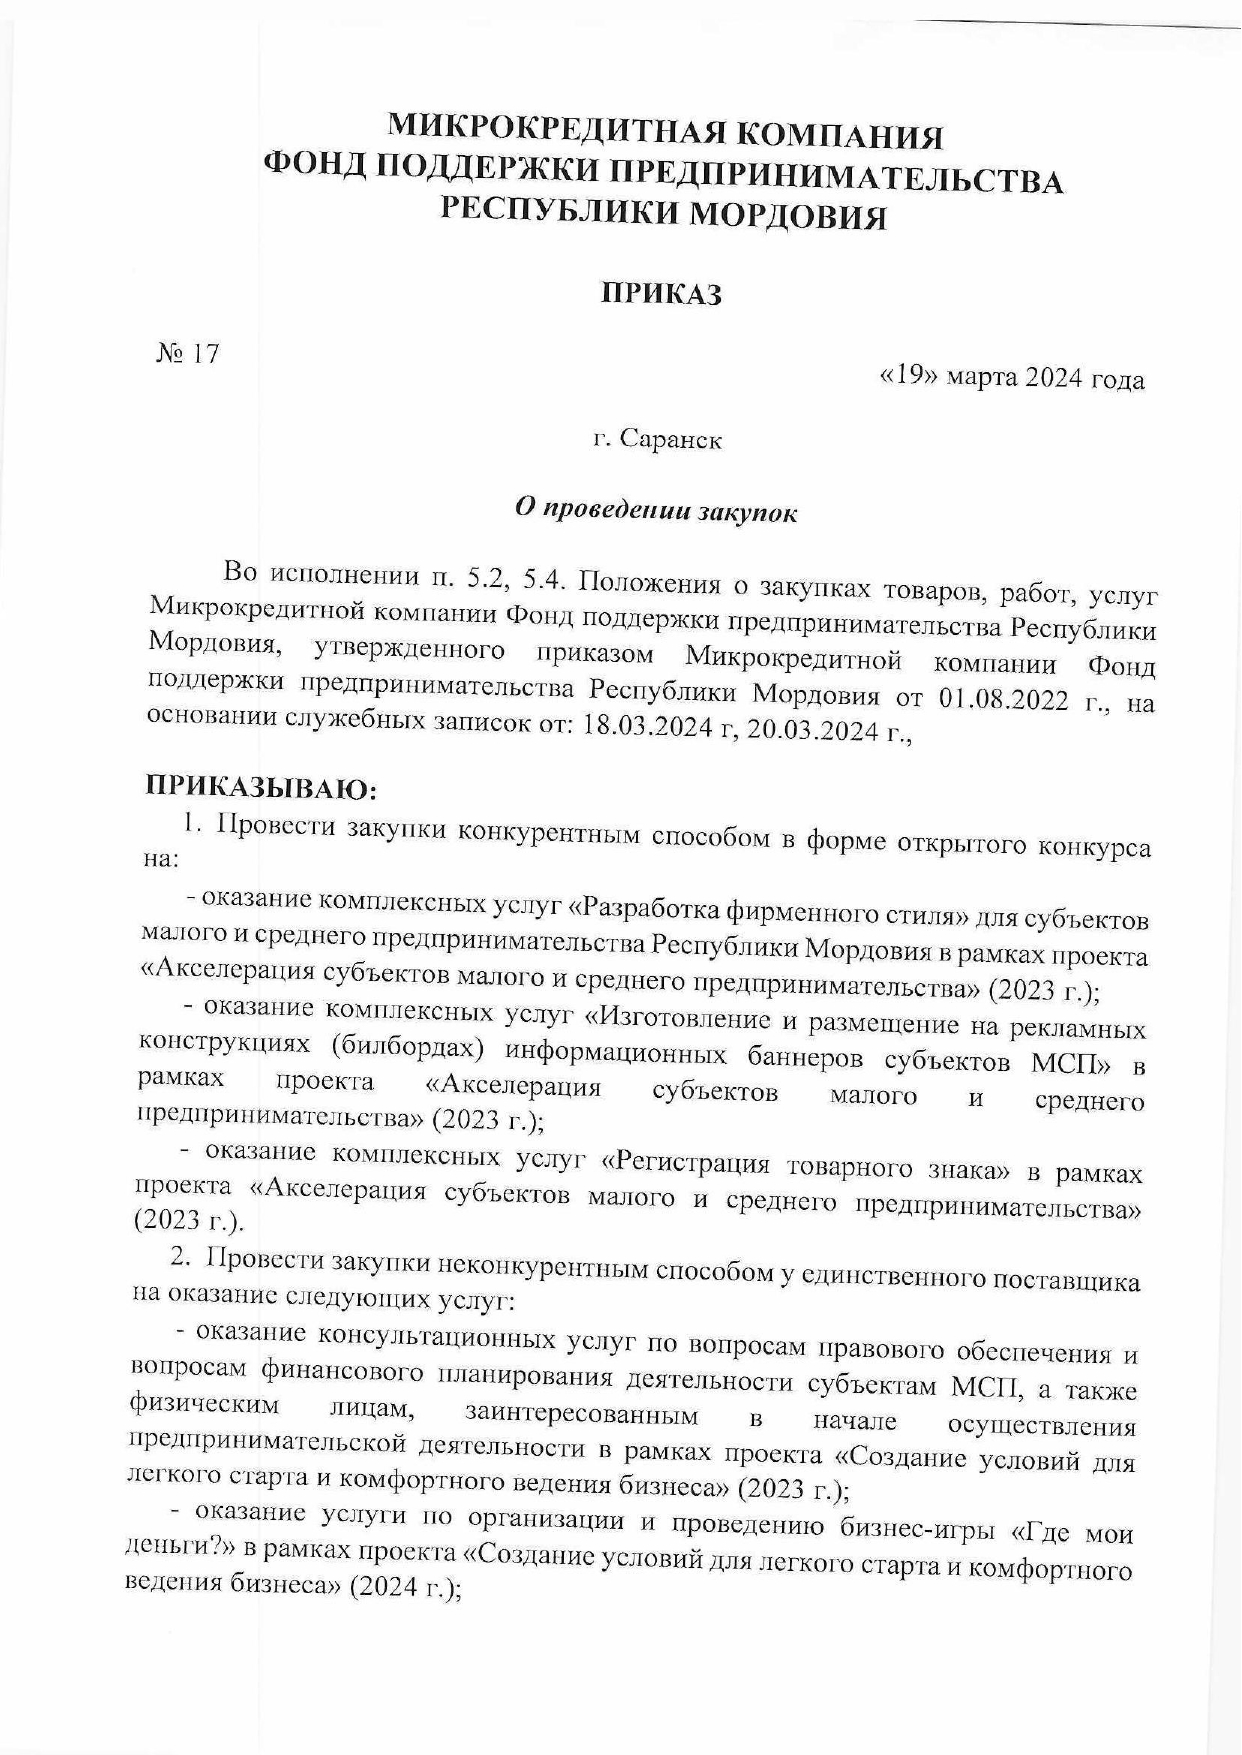 МИКРОКРЕДИТНАЯ КОМПАНИЯ
ФОНД ПОДДЕРЖКИ ПРЕДПРИНИМАТЕЛЬСТВА
РЕСПУБЛИКИ МОРДОВИЯ
ПРИКАЗ
№ 17
«19» марта 2024 года
г. Саранск
О проведении закупок
Во исполнении п. 5.2, 5.4. Положения о закупках товаров, работ, услуг
Микрокредитной компании Фонд поддержки предпринимательства Республики
Мордовия, утвержденного приказом Микрокредитной компании Фонд
поддержки предпринимательства Республики Мордовия от 01.08.2022 г., на
основании служебных записок от: 18.03.2024 г, 20.03.2024 г.,
ПРИКАЗЫВАЮ:
1. Провести закупки конкурентным способом в форме открытого конкурса
на:
- оказание комплексных услуг «Разработка фирменного стиля» для субъектов
малого и среднего предпринимательства Республики Мордовия в рамках проекта
«Акселерация субъектов малого и среднего предпринимательства» (2023 г.);
- оказание комплексных услуг «Изготовление и размещение на рекламных
конструкциях (билбордах) информационных баннеров субъектов МСП» в
рамках проекта «Акселерация субъектов малого и среднего
предпринимательства» (2023 г.);
- оказание комплексных услуг «Регистрация товарного знака» в рамках
проекта «Акселерация субъектов малого и среднего предпринимательства»
(2023 г.).
2. Провести закупки неконкурентным способом у единственного поставщика
на оказание следующих услуг:
- оказание консультационных услуг по вопросам правового обеспечения и
вопросам финансового планирования деятельности субъектам МСП, а также
физическим лицам, заинтересованным в начале осуществления
предпринимательской деятельности в рамках проекта «Создание условий для
легкого старта и комфортного ведения бизнеса» (2023 г.);
- оказание услуги по организации и проведению бизнес-игры «Где мои
деньги?» в рамках проекта «Создание условий для легкого старта и комфортного
ведения бизнеса» (2024 г.);